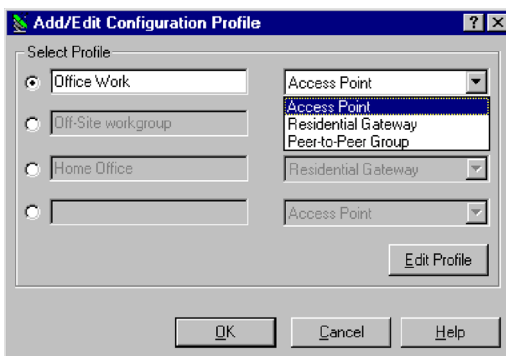 Add/Edit Configuration Profile ? ×
Select Profile
Office Work Access Point
Access Point
Off-Site workgroup Residential Gateway
Peer-to-Peer Group
Home Office Residential Gateway
Access Point
Edit Profile
OK Cancel Help